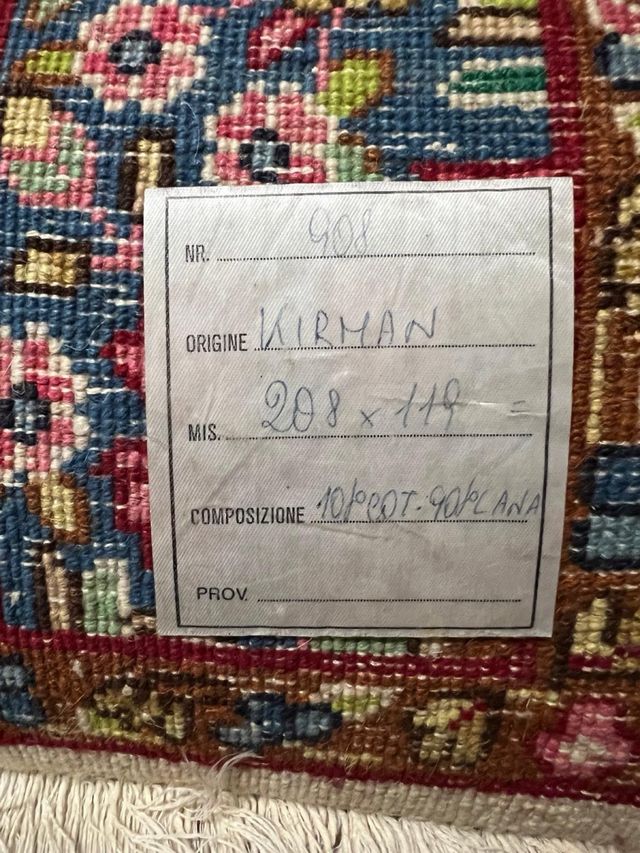 NR. 908
ORIGINE KIRMAN
MIS. 208 x 119 =
COMPOSIZIONE 10% COT. 90% LANA
PROV.